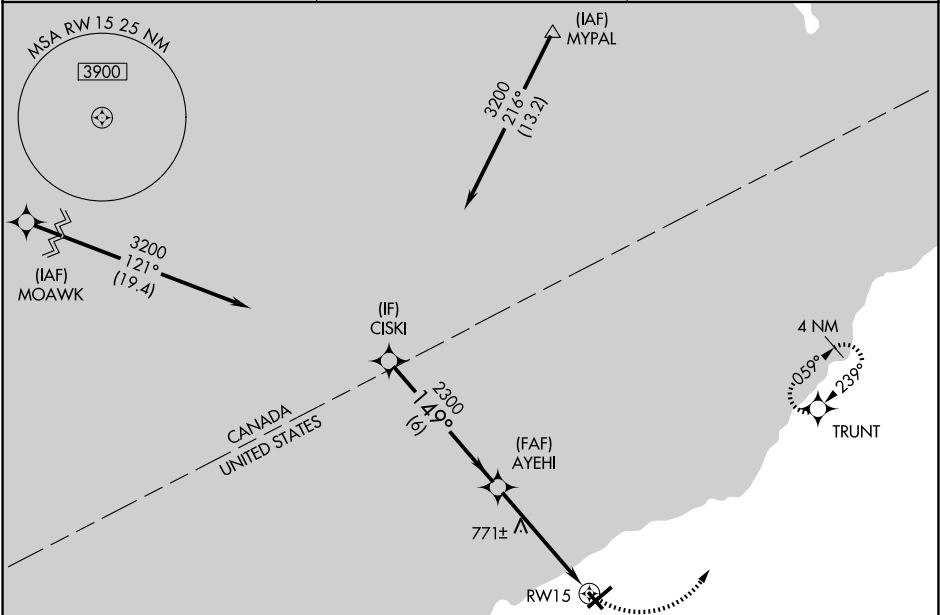 MSA RW 15 25 NM
3900
(IAF)
MYPAL
3200
216°
(13.2)
3200
121°
(19.4)
(IAF)
MOAWK
(IF)
CISKI
4 NM
059°
239°
TRUNT
2300
149°
(6)
CANADA
UNITED STATES
(FAF)
AYEHI
771±
RW15